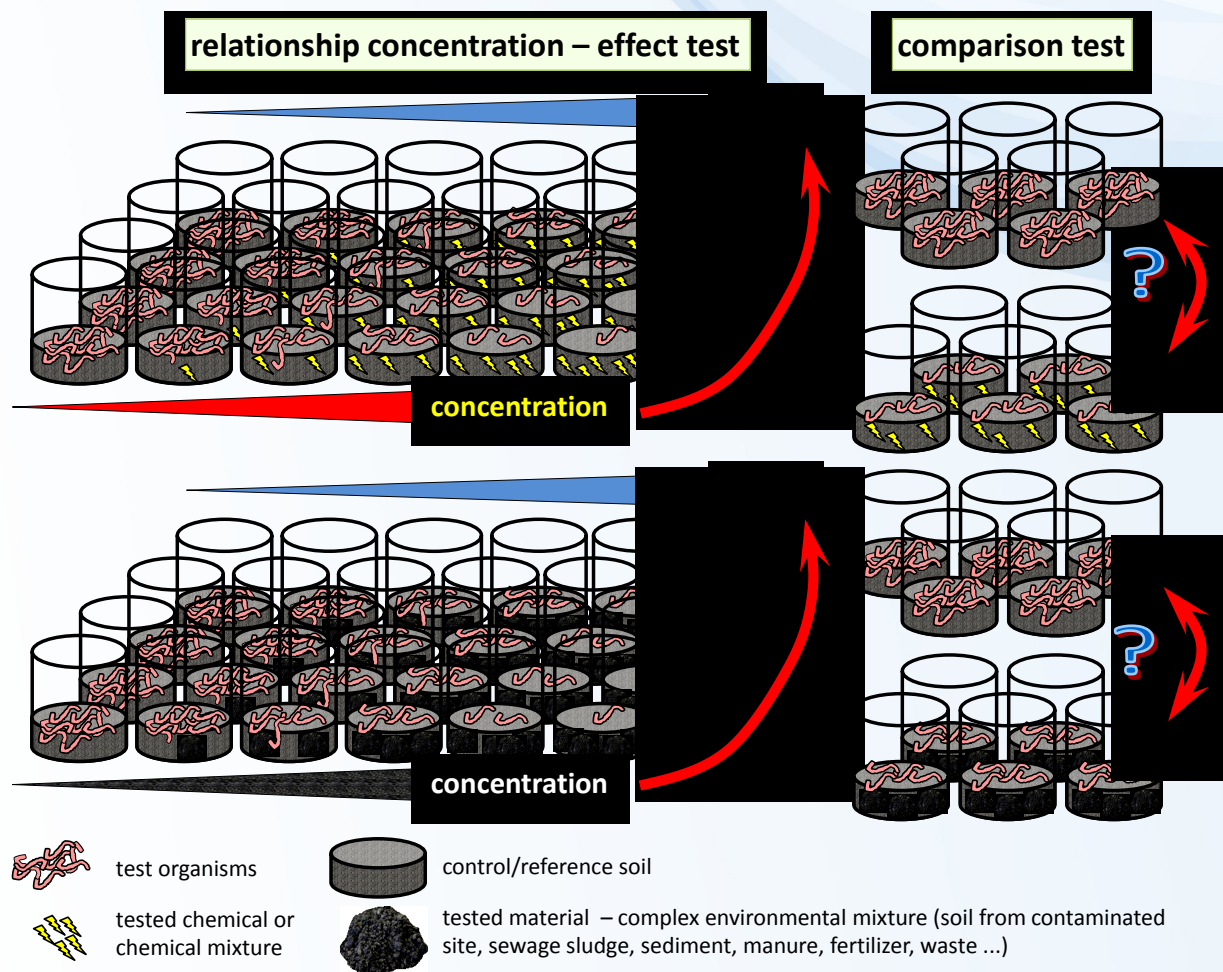 relationship concentration – effect test
comparison test
?
concentration
?
concentration
test organisms
control/reference soil
tested chemical or
chemical mixture
tested material – complex environmental mixture (soil from contaminated
site, sewage sludge, sediment, manure, fertilizer, waste ...)